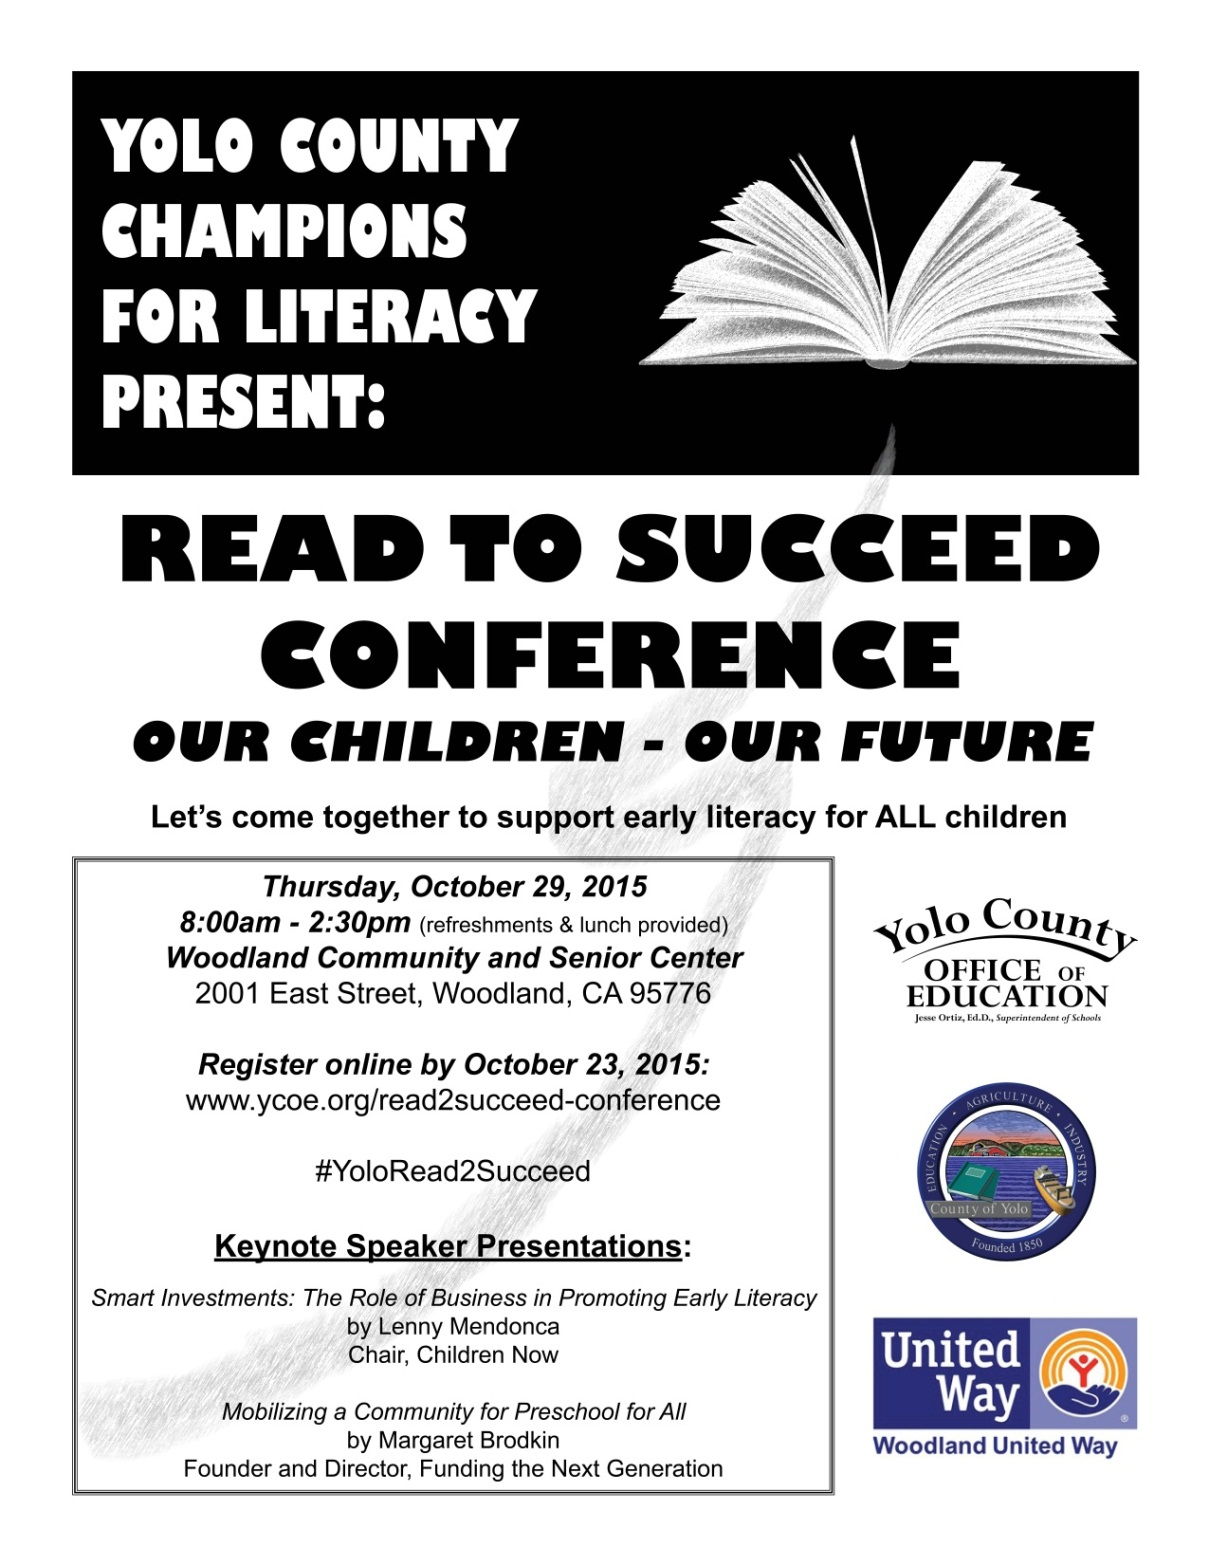 YOLO COUNTY
CHAMPIONS
FOR LITERACY
PRESENT:
READ TO SUCCEED
CONFERENCE
OUR CHILDREN - OUR FUTURE
Let's come together to support early literacy for ALL children
Thursday, October 29, 2015
8:00am - 2:30pm (refreshments & lunch provided)
Woodland Community and Senior Center
2001 East Street, Woodland, CA 95776
Register online by October 23, 2015:
www.ycoe.org/read2succeed-conference
#YoloRead2Succeed
Keynote Speaker Presentations:
Smart Investments: The Role of Business in Promoting Early Literacy
by Lenny Mendonca
Chair, Children Now
Mobilizing a Community for Preschool for All
by Margaret Brodkin
Founder and Director, Funding the Next Generation
Yolo County
OFFICE OF
EDUCATION
Jesse Ortiz, Ed.D., Superintendent of Schools
EDUCATION • AGRICULTURE • INDUSTRY
County of Yolo
Founded 1850
United
Way
®
Woodland United Way